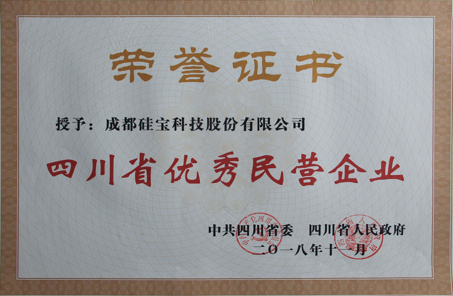 荣誉证书
授予：成都硅宝科技股份有限公司
四川省优秀民营企业
中共四川省委 四川省人民政府
二〇一八年十一月